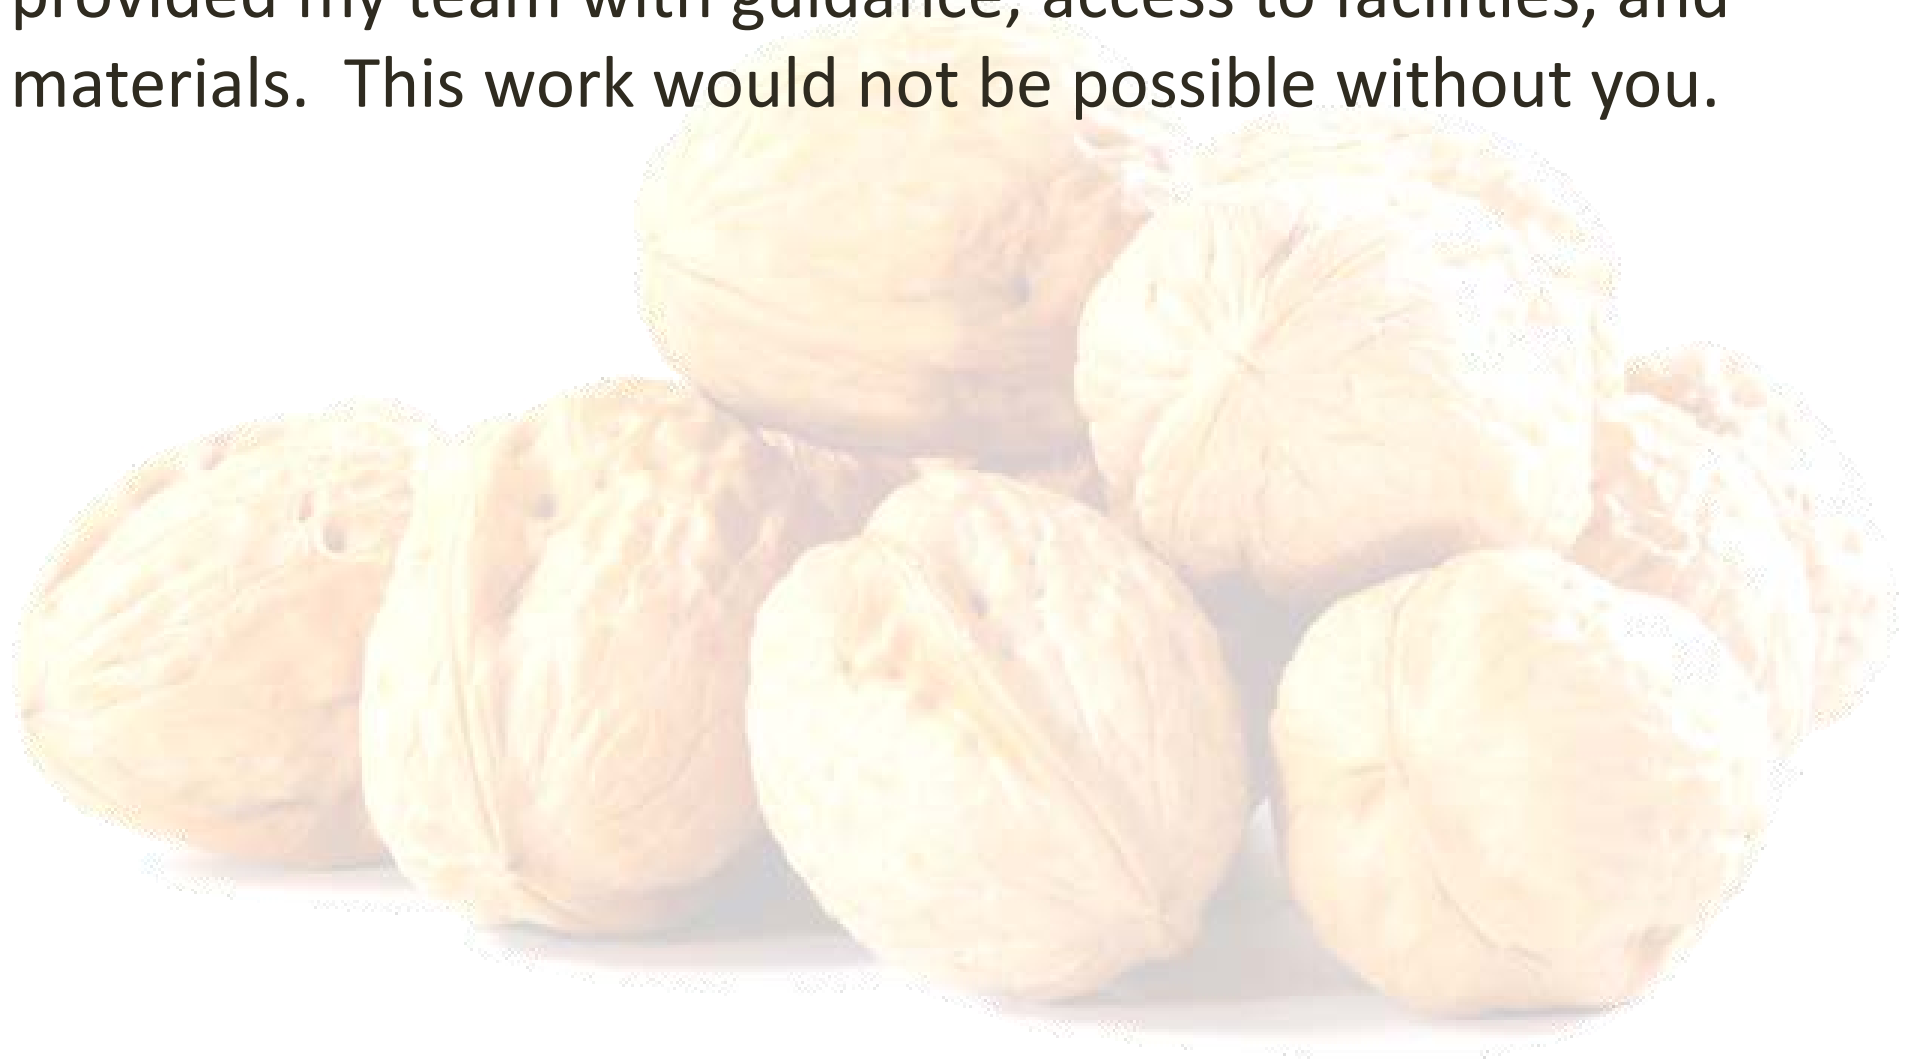 provided my team with guidance, access to facilities, and
materials.  This work would not be possible without you.